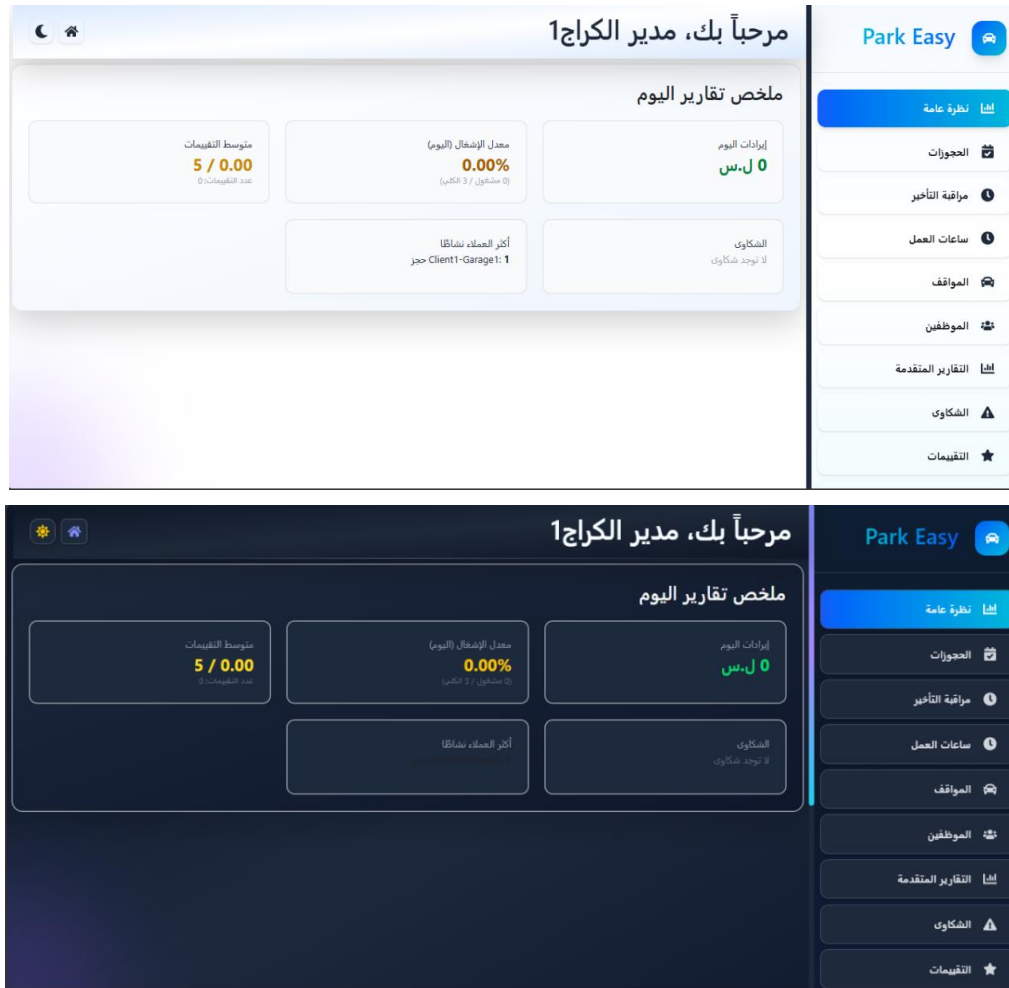 Park Easy
نظرة عامة
الحجوزات
مراقبة التأخير
ساعات العمل
المواقف
الموظفين
التقارير المتقدمة
الشكاوى
التقييمات
مرحباً بك، مدير الكراج1
ملخص تقارير اليوم
إيرادات اليوم
0 ل.س
معدل الإشغال (اليوم)
0.00%
(0 مشغول / 3 الكلي)
متوسط التقييمات
5 / 0.00
عدد التقييمات: 0
الشكاوى
لا توجد شكاوى
أكثر العملاء نشاطًا
Client1-Garage1: 1 حجز
Park Easy
نظرة عامة
الحجوزات
مراقبة التأخير
ساعات العمل
المواقف
الموظفين
التقارير المتقدمة
الشكاوى
التقييمات
مرحباً بك، مدير الكراج1
ملخص تقارير اليوم
إيرادات اليوم
0 ل.س
معدل الإشغال (اليوم)
0.00%
(0 مشغول / 3 الكلي)
متوسط التقييمات
5 / 0.00
عدد التقييمات: 0
الشكاوى
لا توجد شكاوى
أكثر العملاء نشاطًا